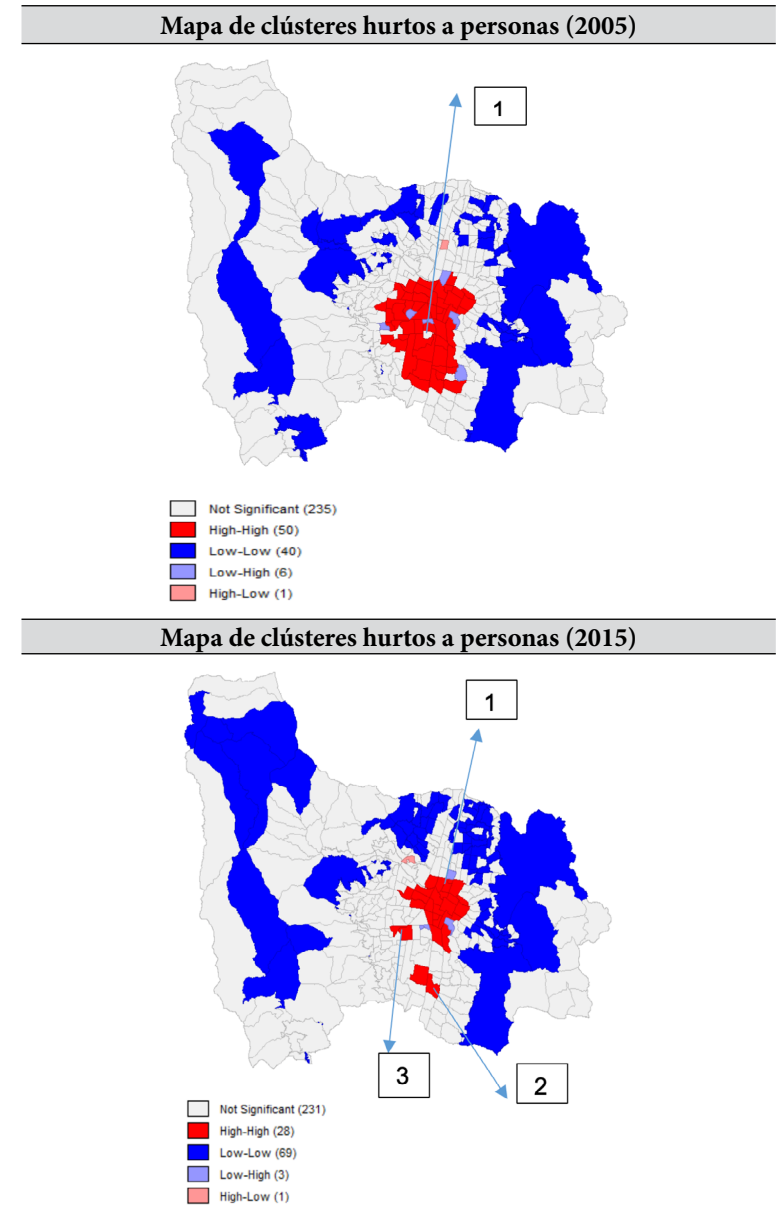 Mapa de clústeres hurtos a personas (2005)
1
Not Significant (235)
High-High (50)
Low-Low (40)
Low-High (6)
High-Low (1)
Mapa de clústeres hurtos a personas (2015)
1
3
2
Not Significant (231)
High-High (28)
Low-Low (69)
Low-High (3)
High-Low (1)